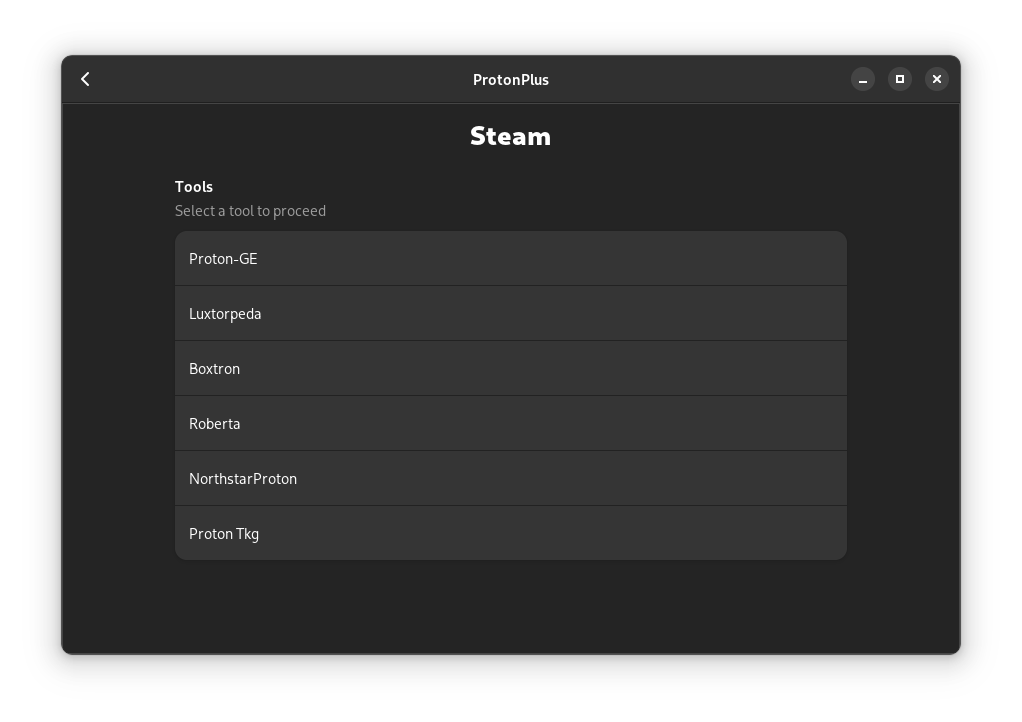 ProtonPlus
Steam
Tools
Select a tool to proceed
Proton-GE
Luxtorpeda
Boxtron
Roberta
NorthstarProton
Proton Tkg